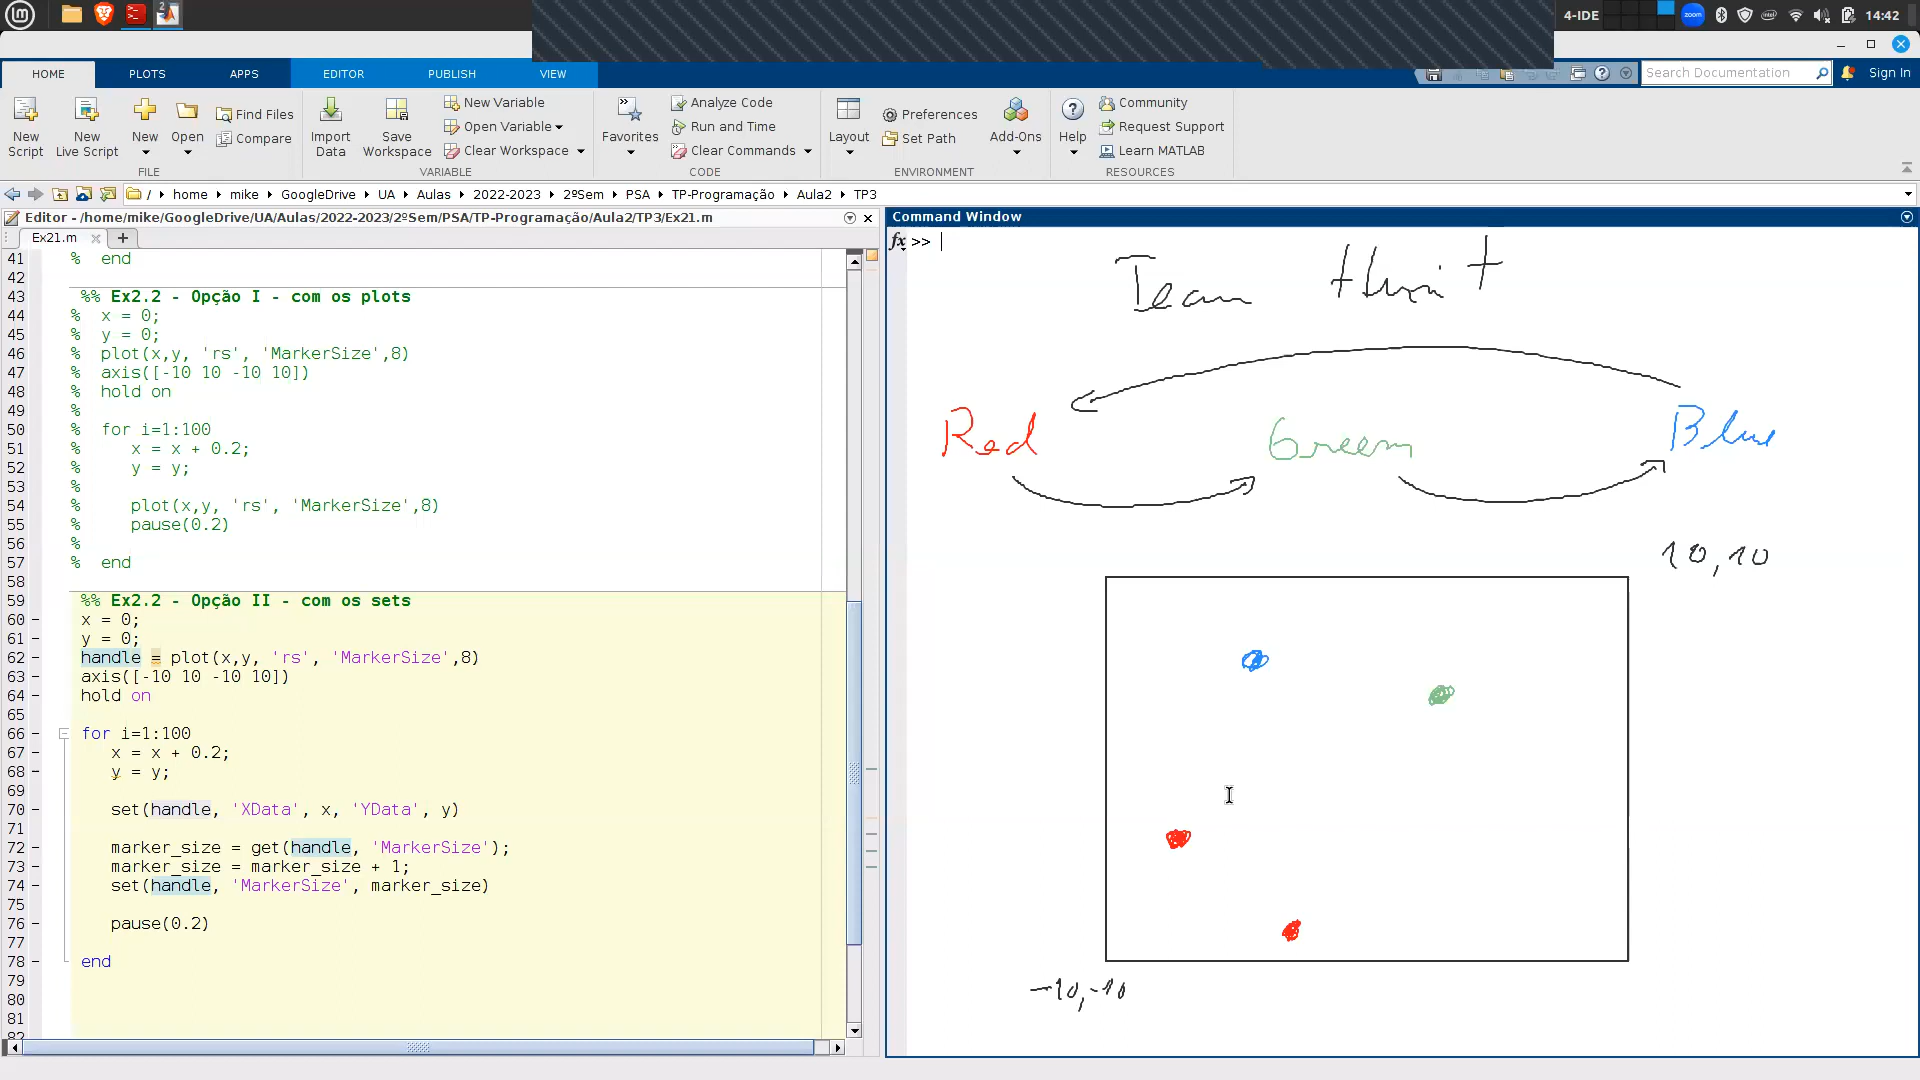 4-IDE
zoom
14:42
HOME PLOTS APPS EDITOR PUBLISH VIEW
Search Documentation
Sign In
New Script
New Live Script
New
Open
Find Files
Compare
FILE
Import Data
Save Workspace
New Variable
Open Variable
Clear Workspace
VARIABLE
Favorites
Analyze Code
Run and Time
Clear Commands
CODE
Layout
Preferences
Set Path
Add-Ons
ENVIRONMENT
Help
Community
Request Support
Learn MATLAB
RESOURCES
/ home mike GoogleDrive UA Aulas 2022-2023 2ºSem PSA TP-Programação Aula2 TP3
Editor - /home/mike/GoogleDrive/UA/Aulas/2022-2023/2ºSem/PSA/TP-Programação/Aula2/TP3/Ex21.m
Ex21.m
41 % end
42
43 %% Ex2.2 - Opção I - com os plots
44 % x = 0;
45 % y = 0;
46 % plot(x,y, 'rs', 'MarkerSize',8)
47 % axis([-10 10 -10 10])
48 % hold on
49 %
50 % for i=1:100
51 % x = x + 0.2;
52 % y = y;
53 %
54 % plot(x,y, 'rs', 'MarkerSize',8)
55 % pause(0.2)
56 %
57 % end
58
59 %% Ex2.2 - Opção II - com os sets
60 x = 0;
61 y = 0;
62 handle = plot(x,y, 'rs', 'MarkerSize',8)
63 axis([-10 10 -10 10])
64 hold on
65
66 for i=1:100
67 x = x + 0.2;
68 y = y;
69
70 set(handle, 'XData', x, 'YData', y)
71
72 marker_size = get(handle, 'MarkerSize');
73 marker_size = marker_size + 1;
74 set(handle, 'MarkerSize', marker_size)
75
76 pause(0.2)
77
78 end
79
80
81
82
Command Window
fx >>
Team
Red Green Blue
10,10
-10,-10